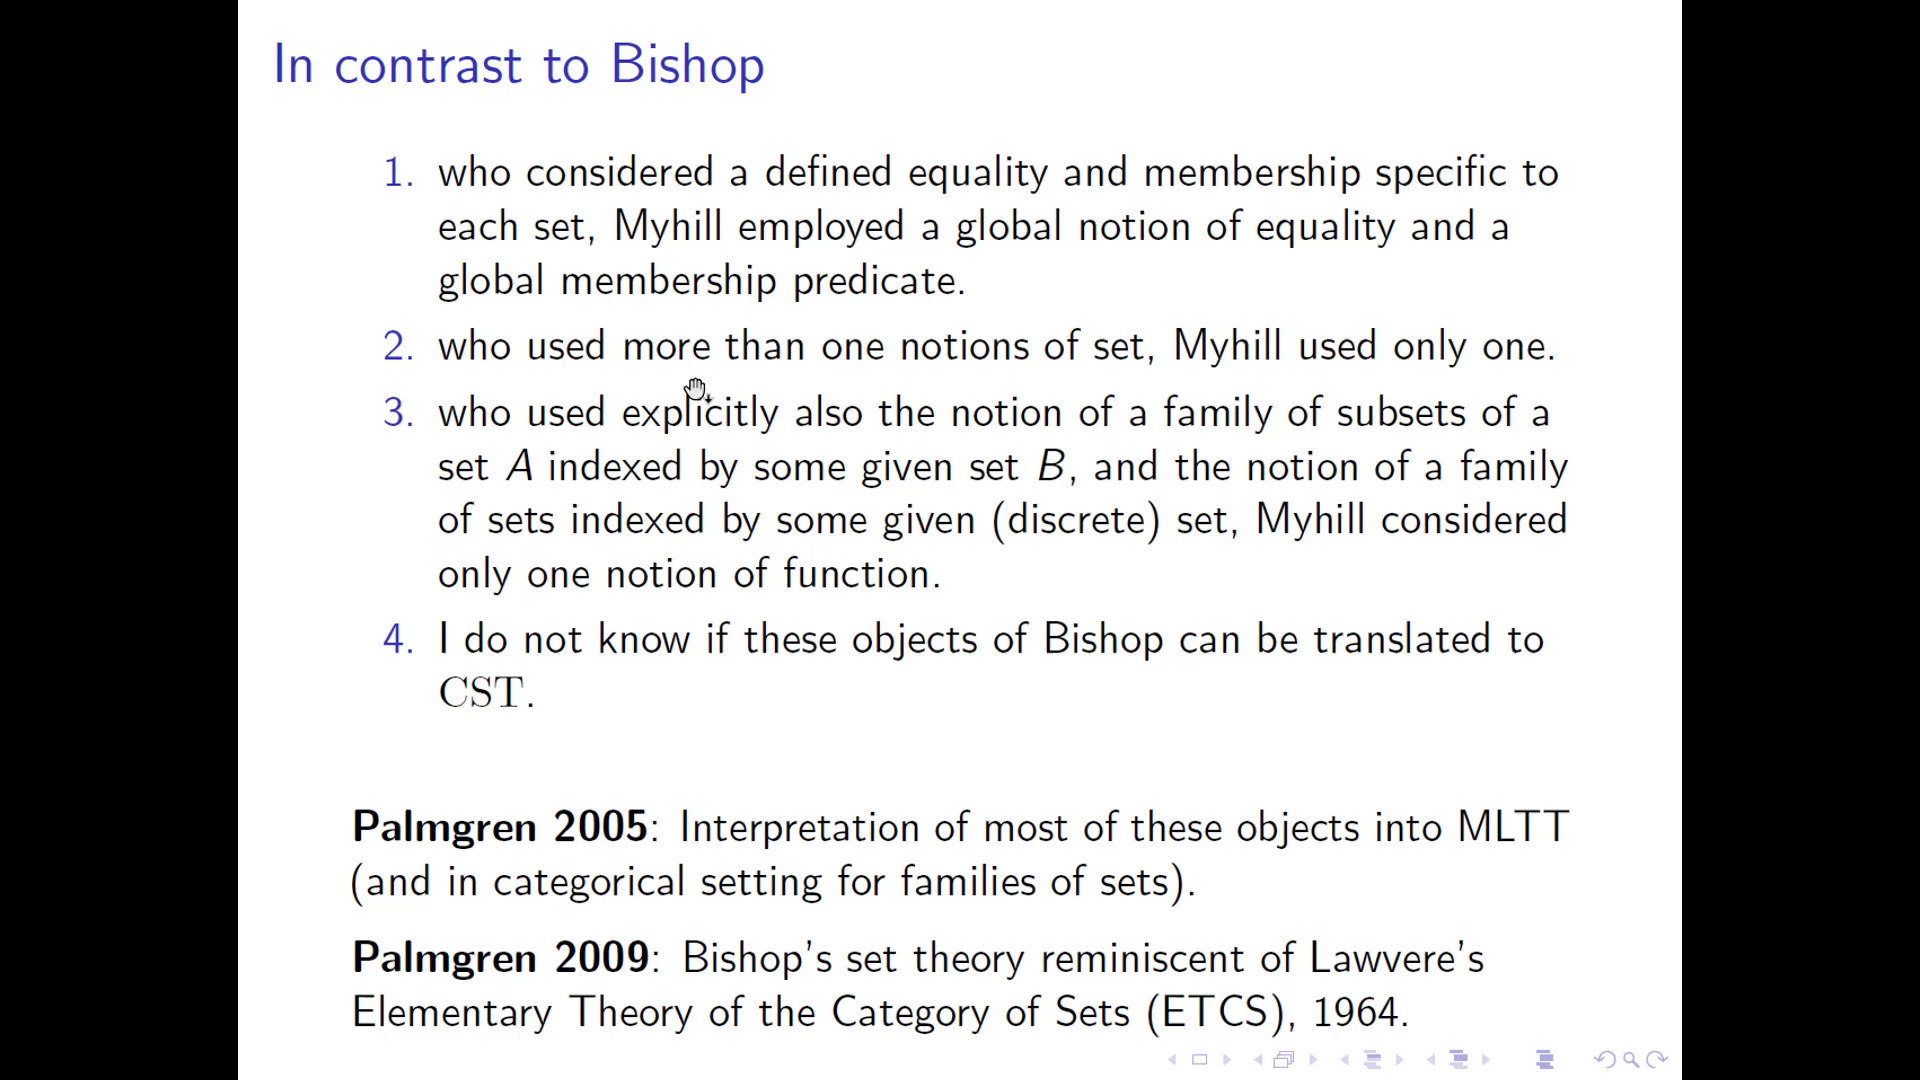 In contrast to Bishop
1. who considered a defined equality and membership specific to
each set, Myhill employed a global notion of equality and a
global membership predicate.
2. who used more than one notions of set, Myhill used only one.
3. who used explicitly also the notion of a family of subsets of a
set A indexed by some given set B, and the notion of a family
of sets indexed by some given (discrete) set, Myhill considered
only one notion of function.
4. I do not know if these objects of Bishop can be translated to
CST.
Palmgren 2005: Interpretation of most of these objects into MLTT
(and in categorical setting for families of sets).
Palmgren 2009: Bishop's set theory reminiscent of Lawvere's
Elementary Theory of the Category of Sets (ETCS), 1964.